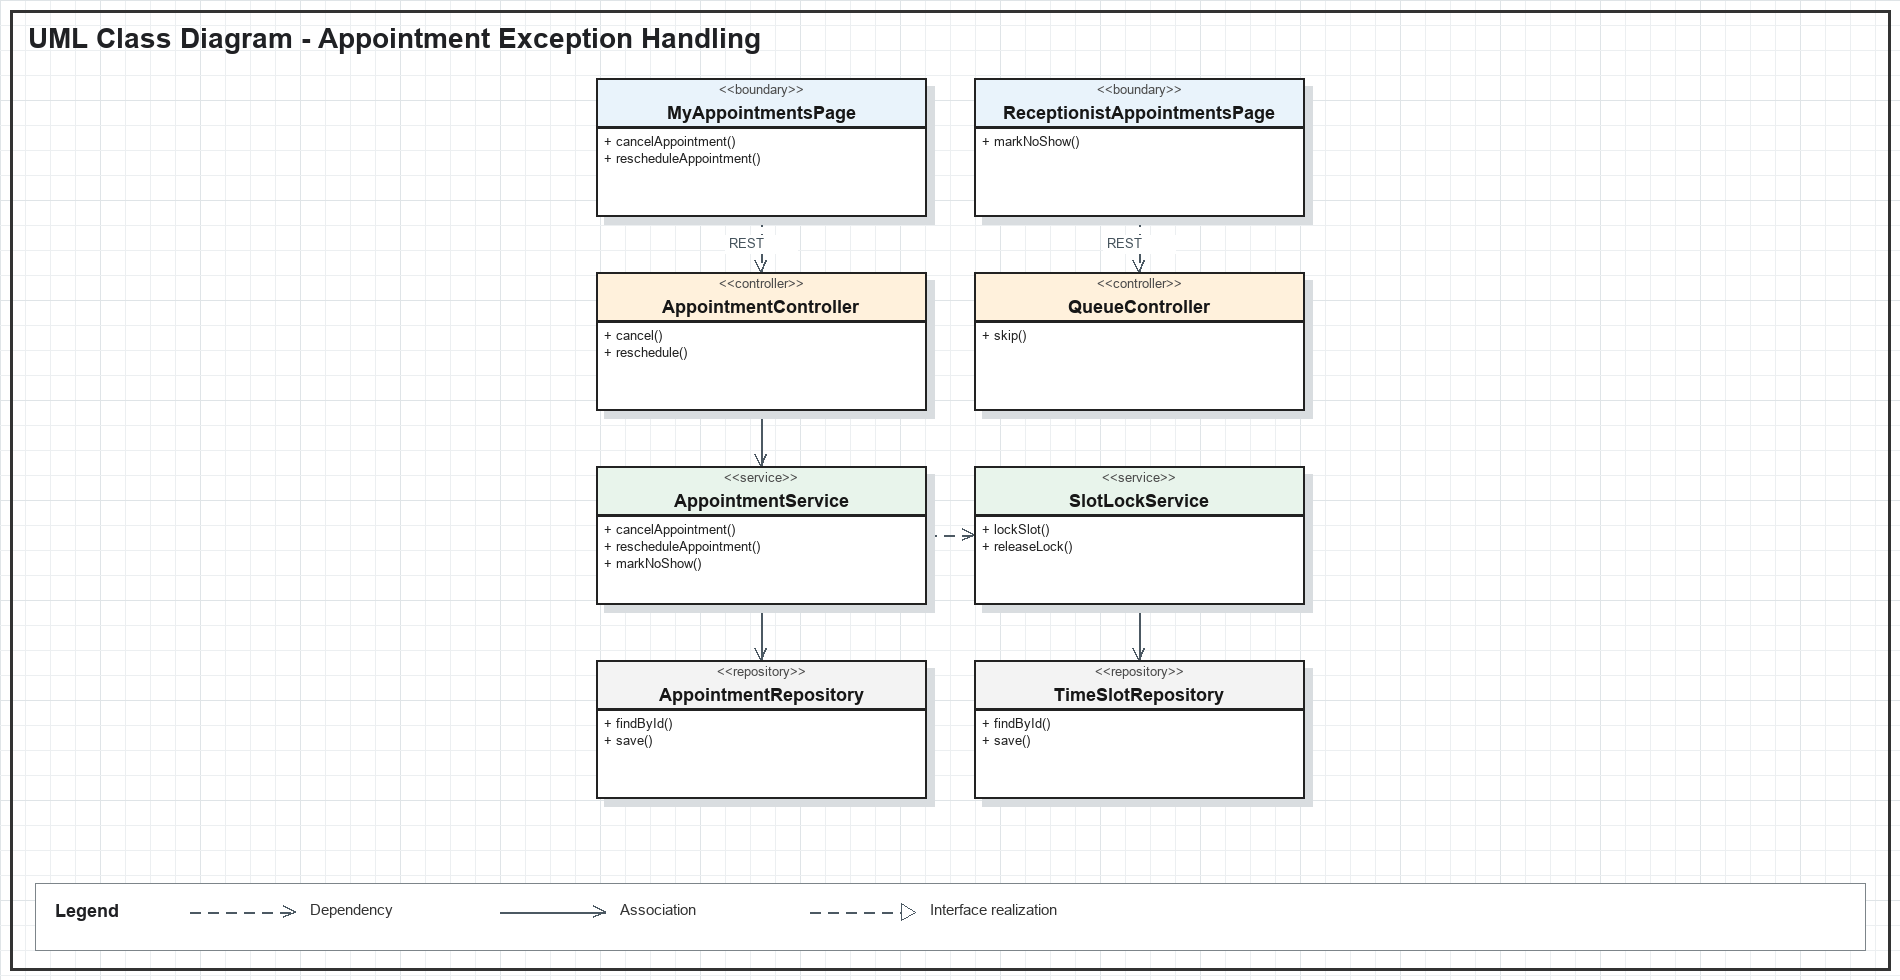 UML Class Diagram - Appointment Exception Handling
<<boundary>>
MyAppointmentsPage
+ cancelAppointment()
+ rescheduleAppointment()
<<boundary>>
ReceptionistAppointmentsPage
+ markNoShow()
REST
REST
<<controller>>
AppointmentController
+ cancel()
+ reschedule()
<<controller>>
QueueController
+ skip()
<<service>>
AppointmentService
+ cancelAppointment()
+ rescheduleAppointment()
+ markNoShow()
<<service>>
SlotLockService
+ lockSlot()
+ releaseLock()
<<repository>>
AppointmentRepository
+ findById()
+ save()
<<repository>>
TimeSlotRepository
+ findById()
+ save()
Legend
Dependency
Association
Interface realization